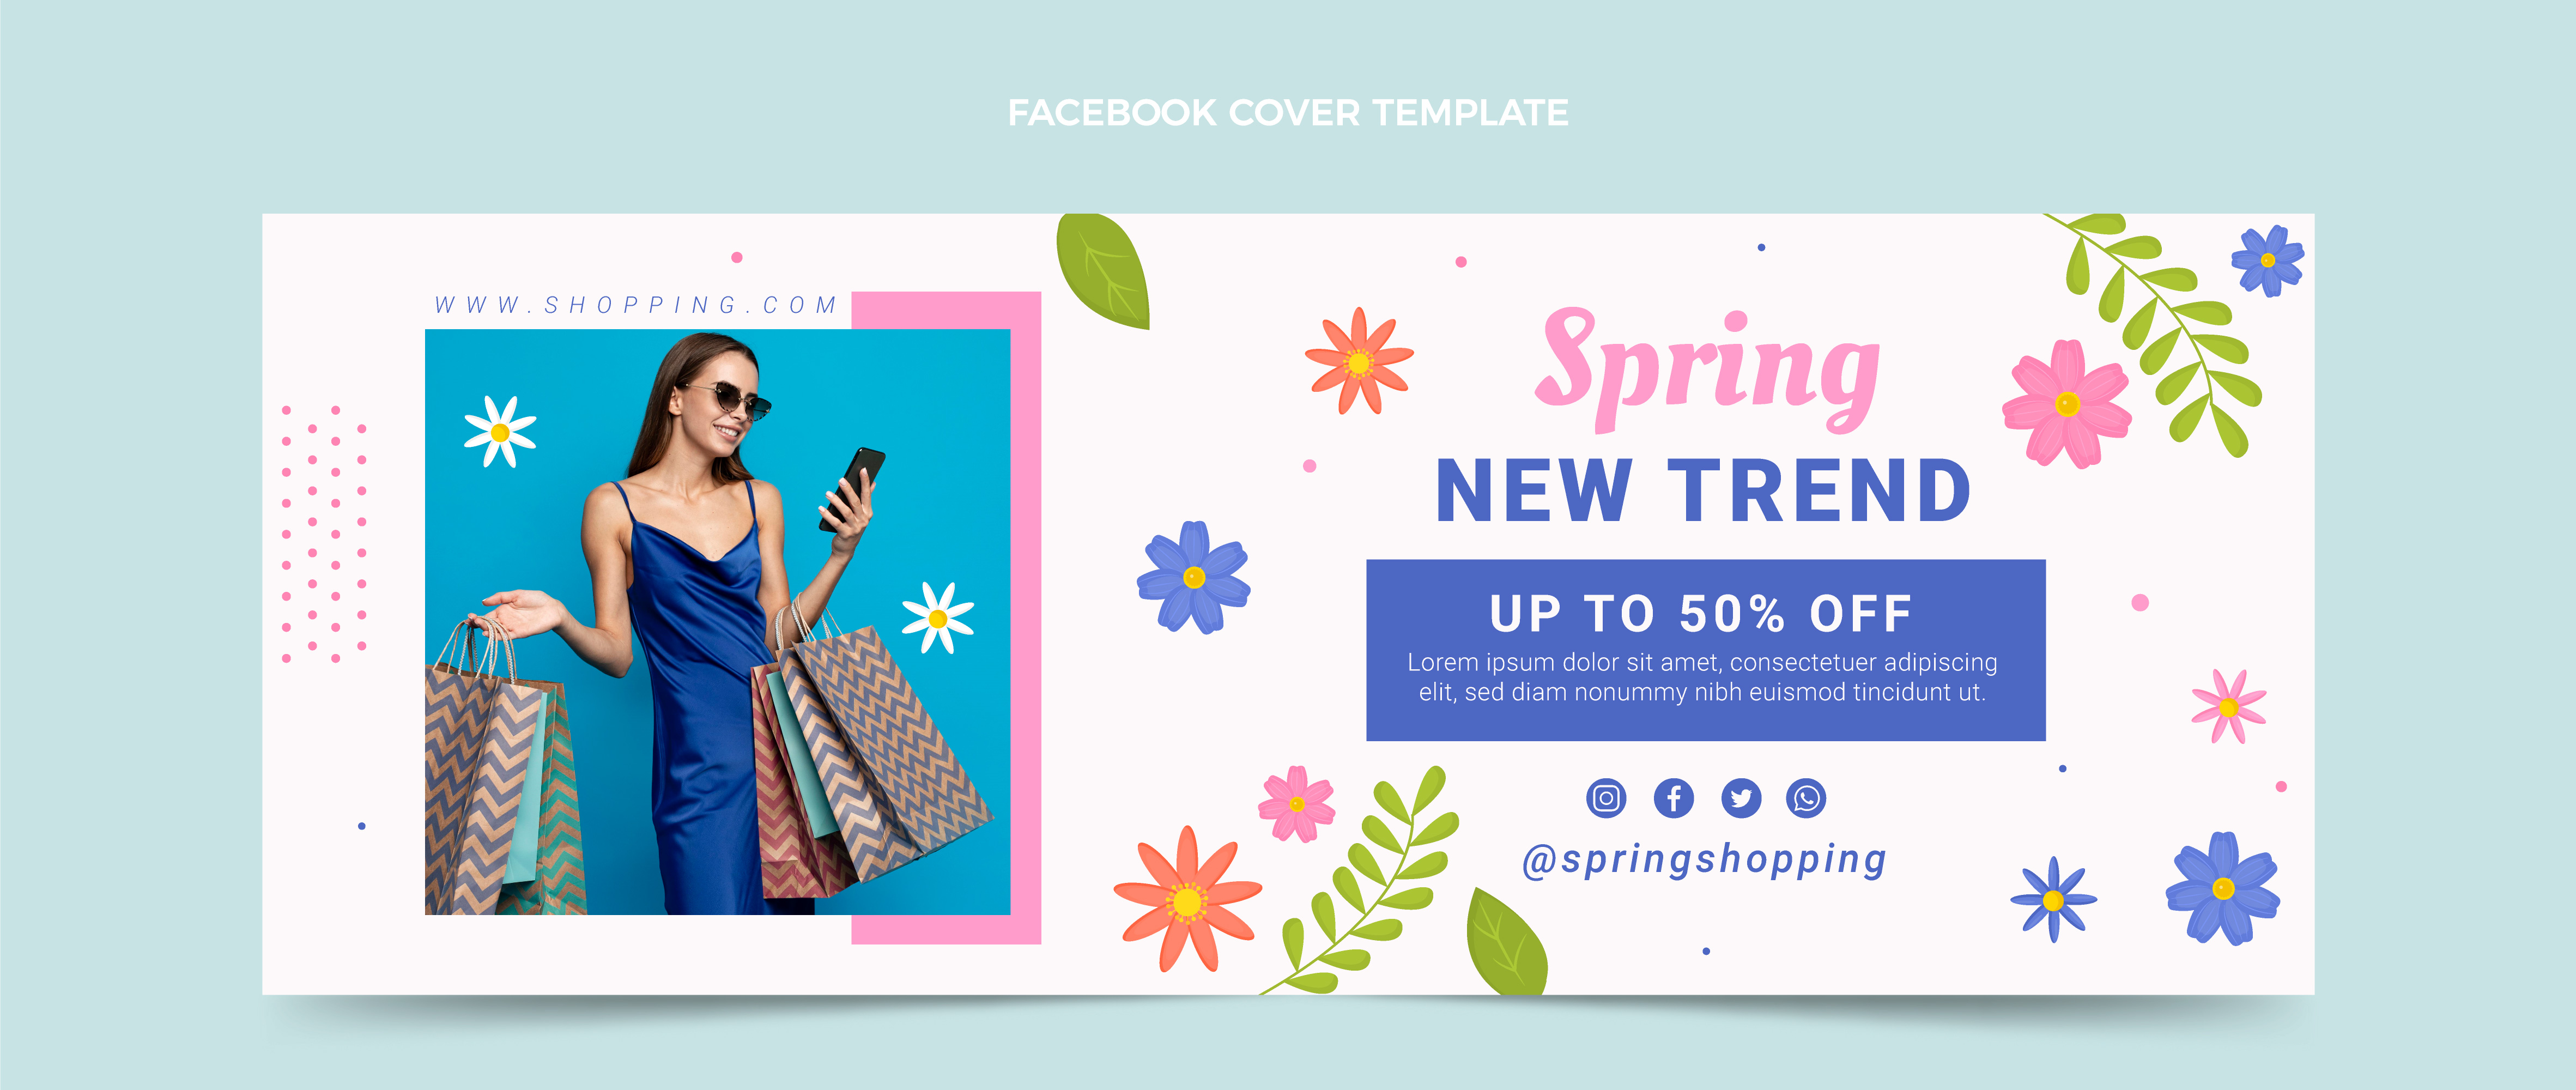 FACEBOOK COVER TEMPLATE
WWW.SHOPPING.COM
Spring
NEW TREND
UP TO 50% OFF
Lorem ipsum dolor sit amet, consectetuer adipiscing
elit, sed diam nonummy nibh euismod tincidunt ut.
@springshopping